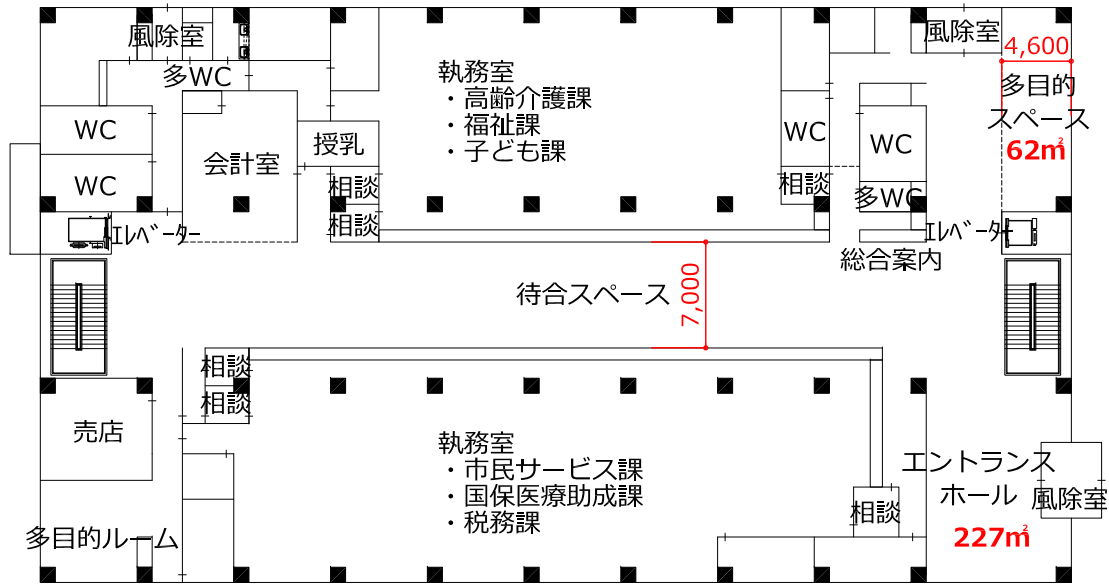 風除室
風除室
4,600
多WC
執務室
・高齢介護課
・福祉課
・子ども課
多目的
スペース
62㎡
WC
授乳
WC
WC
会計室
WC
相談
相談
多WC
相談
エレベーター
エレベーター
総合案内
待合スペース
7,000
相談
相談
売店
執務室
・市民サービス課
・国保医療助成課
・税務課
エントランス
ホール
風除室
相談
227㎡
多目的ルーム